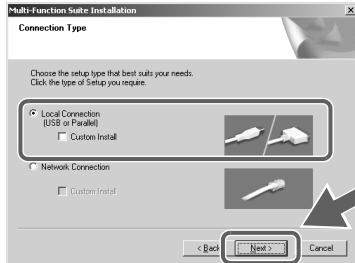 Multi-Function Suite Installation
Connection Type
Choose the setup type that best suits your needs.
Click the type of Setup you require.
Local Connection
(USB or Parallel)
Custom Install
Network Connection
Custom Install
< Back
Next >
Cancel